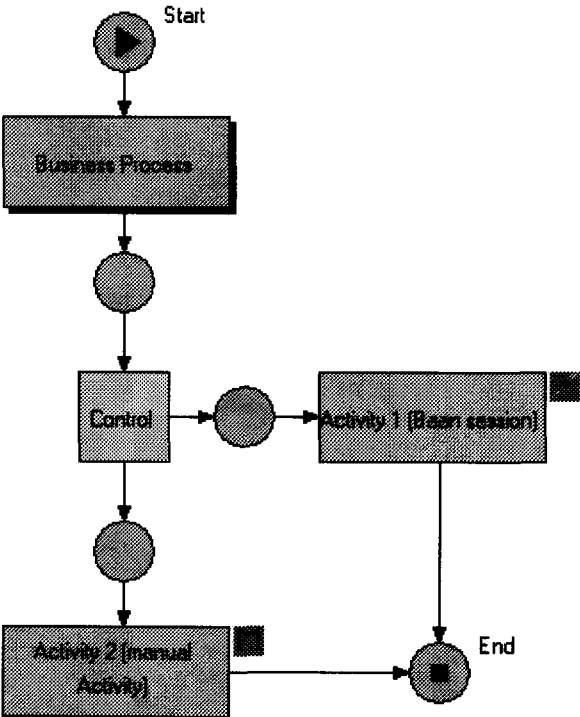 Start
Business Process
Control
Activity 1 [Baan session]
Activity 2 [manual
Activity]
End